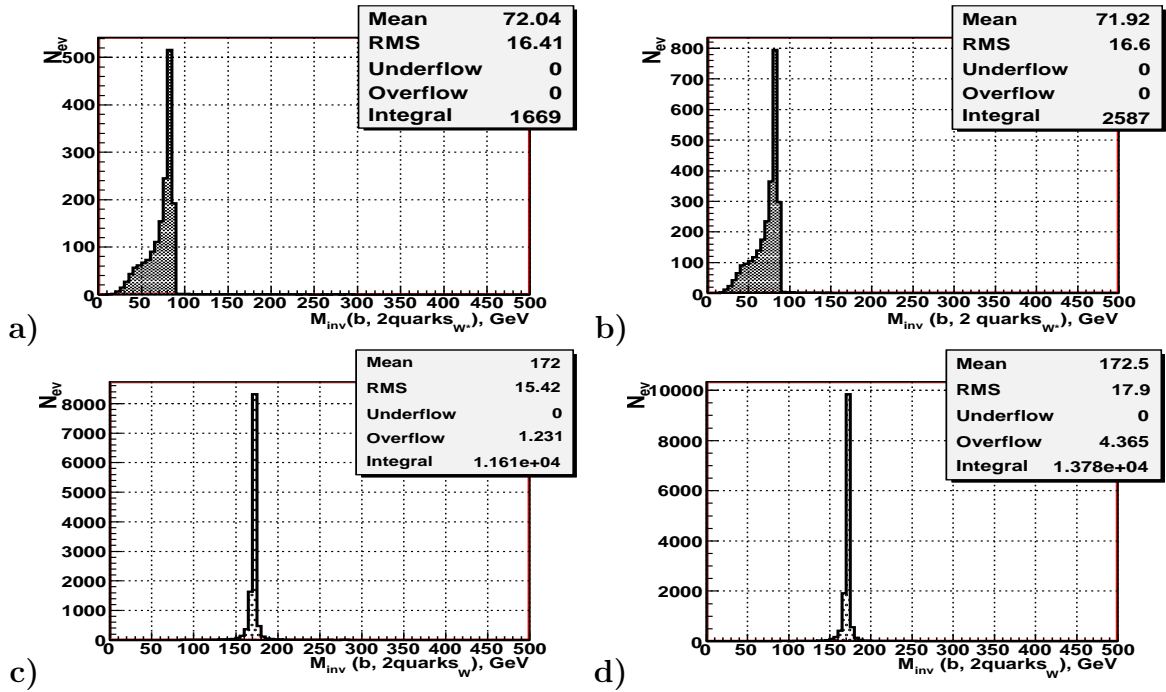 Mean 72.04
RMS 16.41
Underflow 0
Overflow 0
Integral 1669
N_ev
500
400
300
200
100
0
0 50 100 150 200 250 300 350 400 450 500
M_inv(b, 2quarks_W*), GeV
a)
Mean 71.92
RMS 16.6
Underflow 0
Overflow 0
Integral 2587
N_ev
800
700
600
500
400
300
200
100
0
0 50 100 150 200 250 300 350 400 450 500
M_inv (b, 2 quarks_W*), GeV
b)
Mean 172
RMS 15.42
Underflow 0
Overflow 1.231
Integral 1.161e+04
N_ev
8000
7000
6000
5000
4000
3000
2000
1000
0
0 50 100 150 200 250 300 350 400 450 500
M_inv (b, 2quarks_W), GeV
c)
Mean 172.5
RMS 17.9
Underflow 0
Overflow 4.365
Integral 1.378e+04
N_ev
10000
8000
6000
4000
2000
0
0 50 100 150 200 250 300 350 400 450 500
M_inv (b, 2quarks_W), GeV
d)